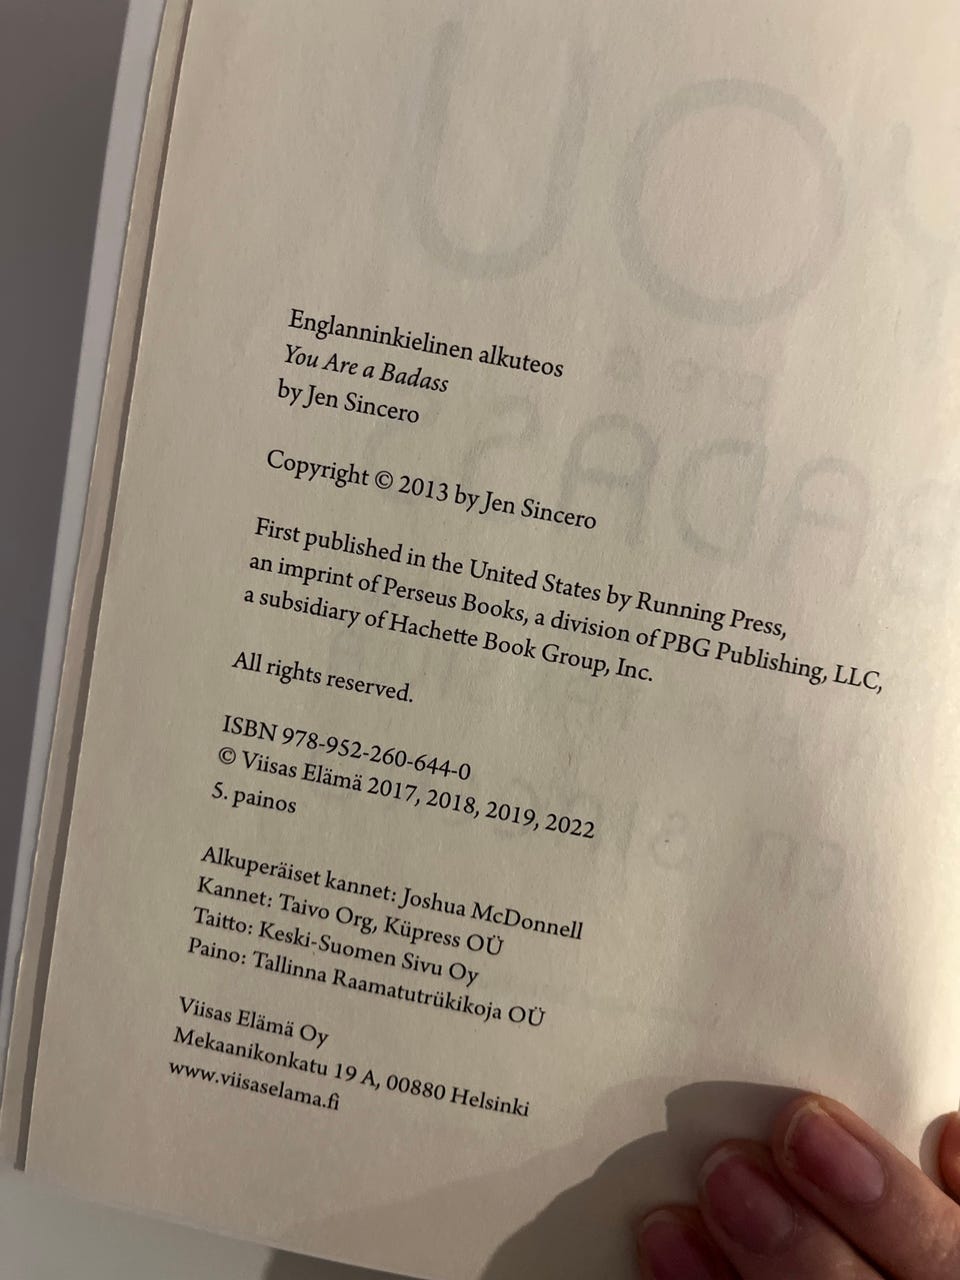 Englanninkielinen alkuteos
You Are a Badass
by Jen Sincero
Copyright © 2013 by Jen Sincero
First published in the United States by Running Press,
an imprint of Perseus Books, a division of PBG Publishing, LLC,
a subsidiary of Hachette Book Group, Inc.
All rights reserved.
ISBN 978-952-260-644-0
© Viisas Elämä 2017, 2018, 2019, 2022
5. painos
Alkuperäiset kannet: Joshua McDonnell
Kannet: Taivo Org, Küpress OÜ
Taitto: Keski-Suomen Sivu Oy
Paino: Tallinna Raamatutrükikoja OÜ
Viisas Elämä Oy
Mekaanikonkatu 19 A, 00880 Helsinki
www.viisaselama.fi